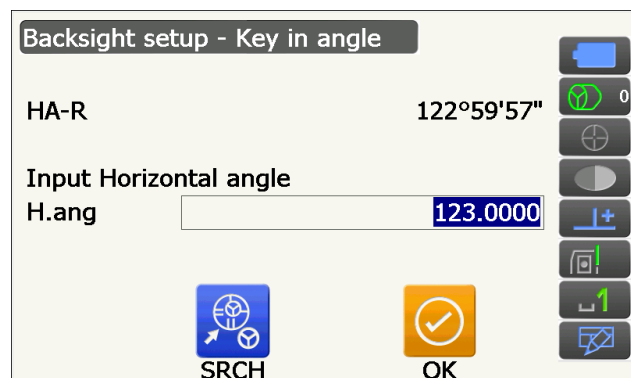 Backsight setup - Key in angle
0
HA-R 122°59'57"
Input Horizontal angle
H.ang 123.0000
+
1
SRCH OK